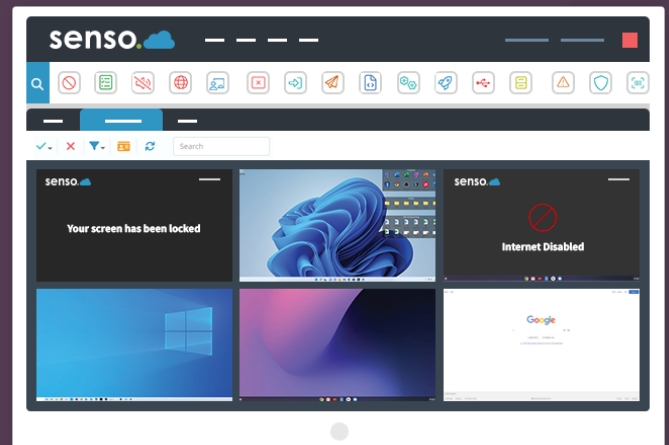 senso.
Search
senso.
Your screen has been locked
senso.
Internet Disabled
Google